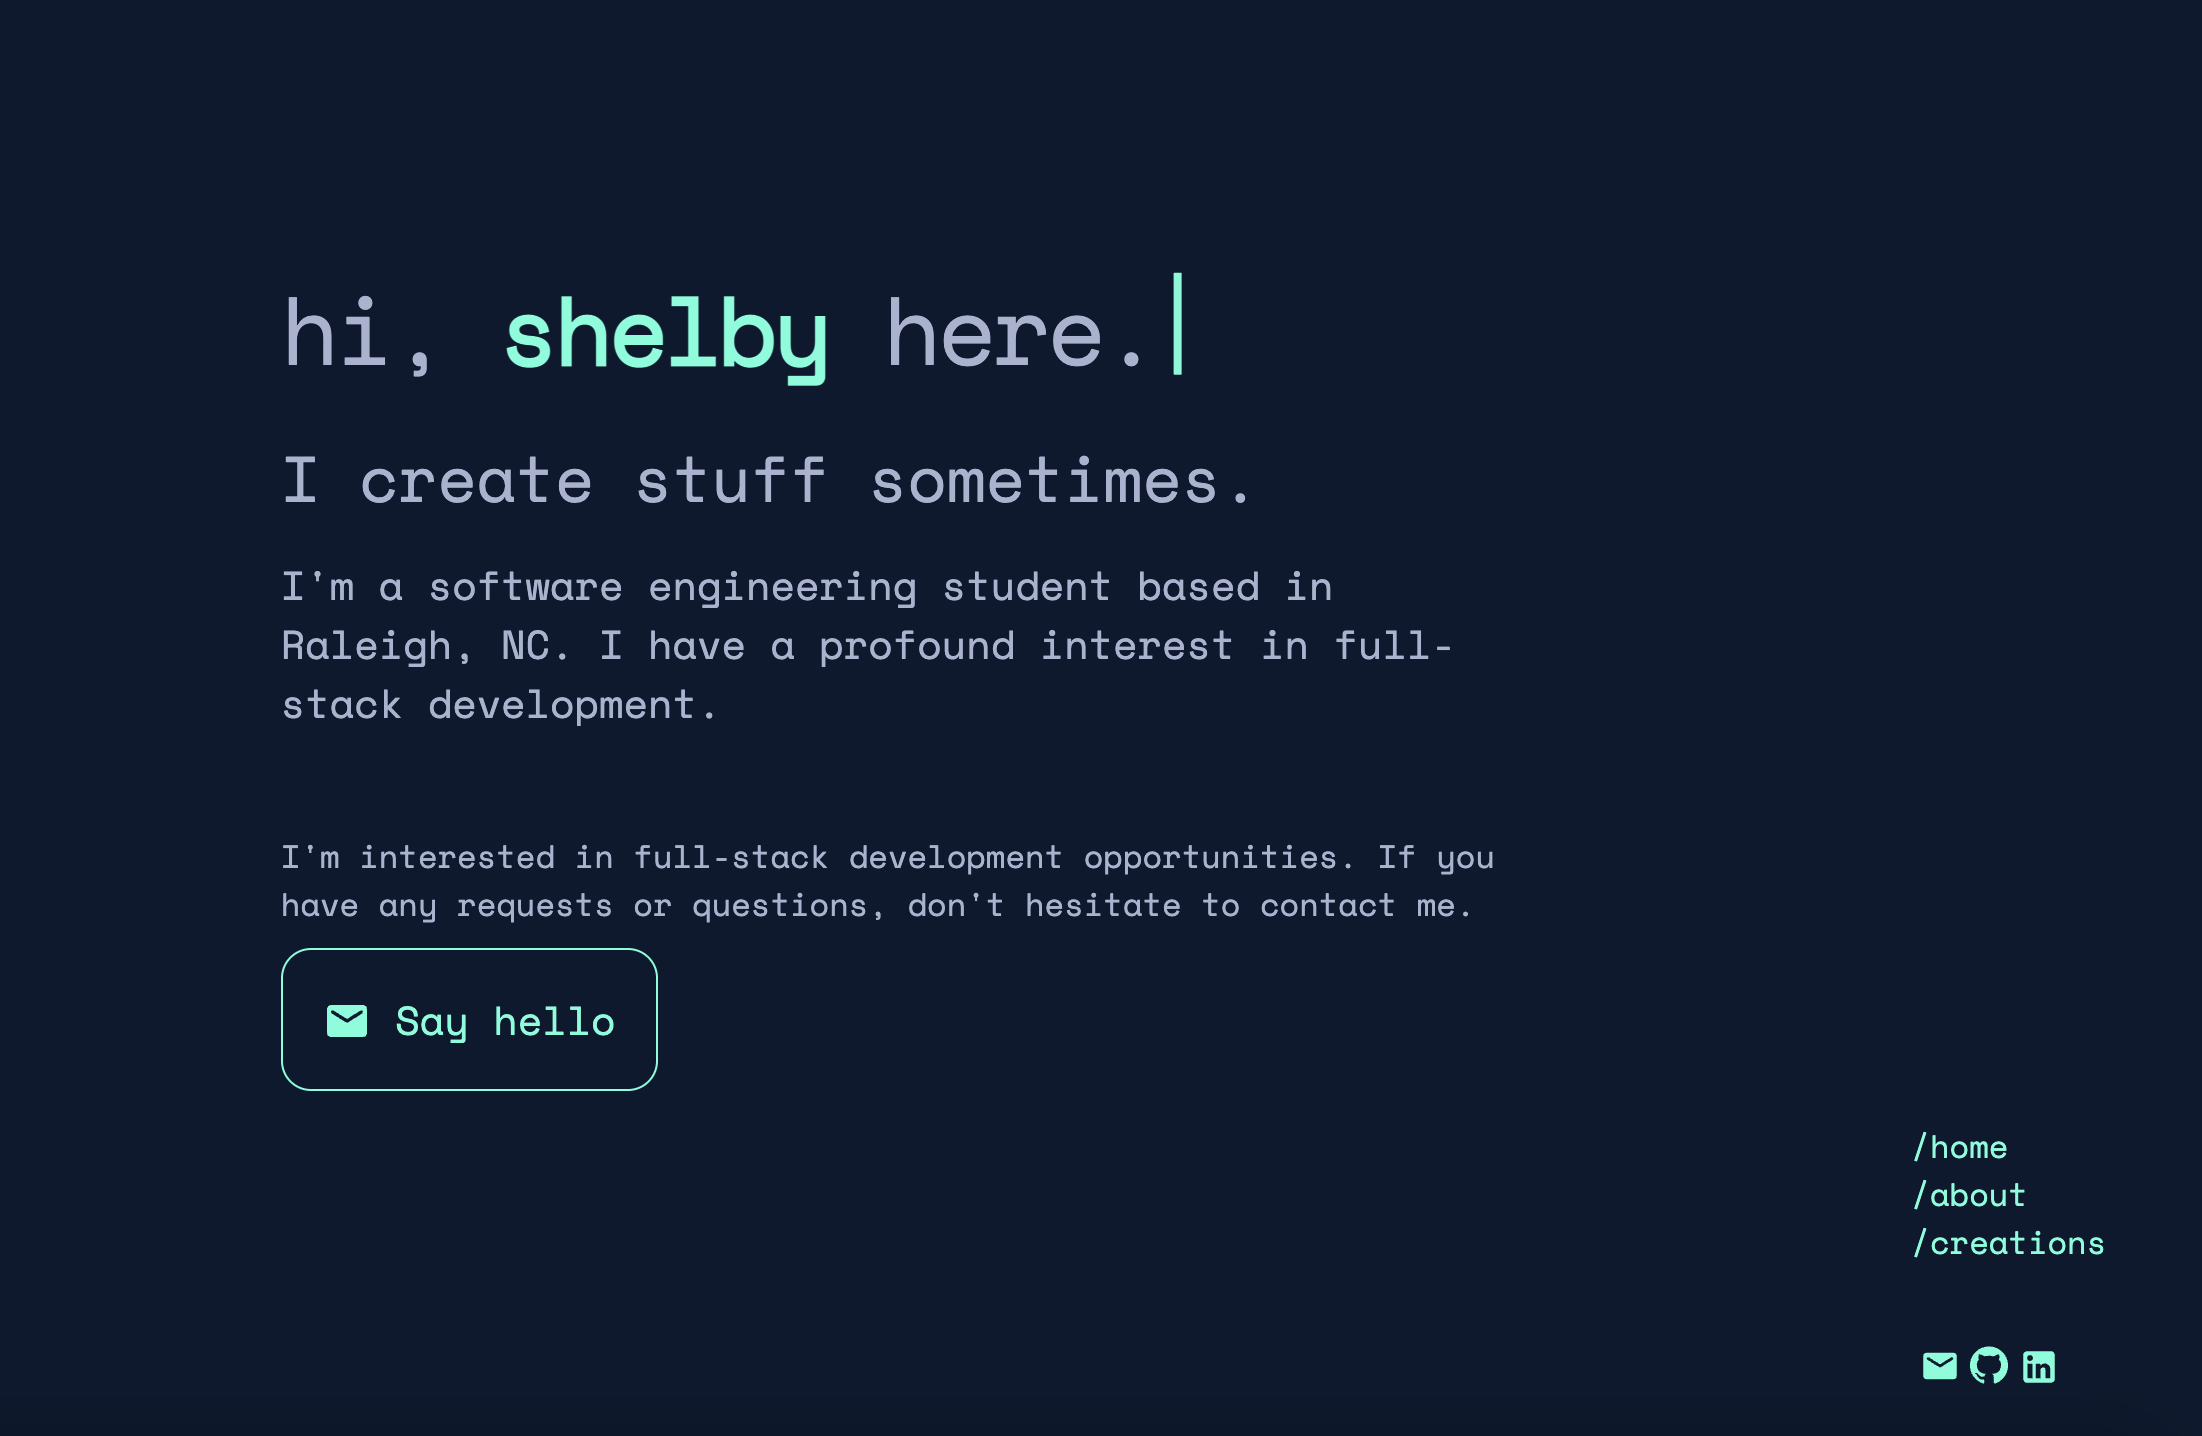 hi, shelby here.
I create stuff sometimes.
I'm a software engineering student based in
Raleigh, NC. I have a profound interest in full-
stack development.
I'm interested in full-stack development opportunities. If you
have any requests or questions, don't hesitate to contact me.
Say hello
/home
/about
/creations
in